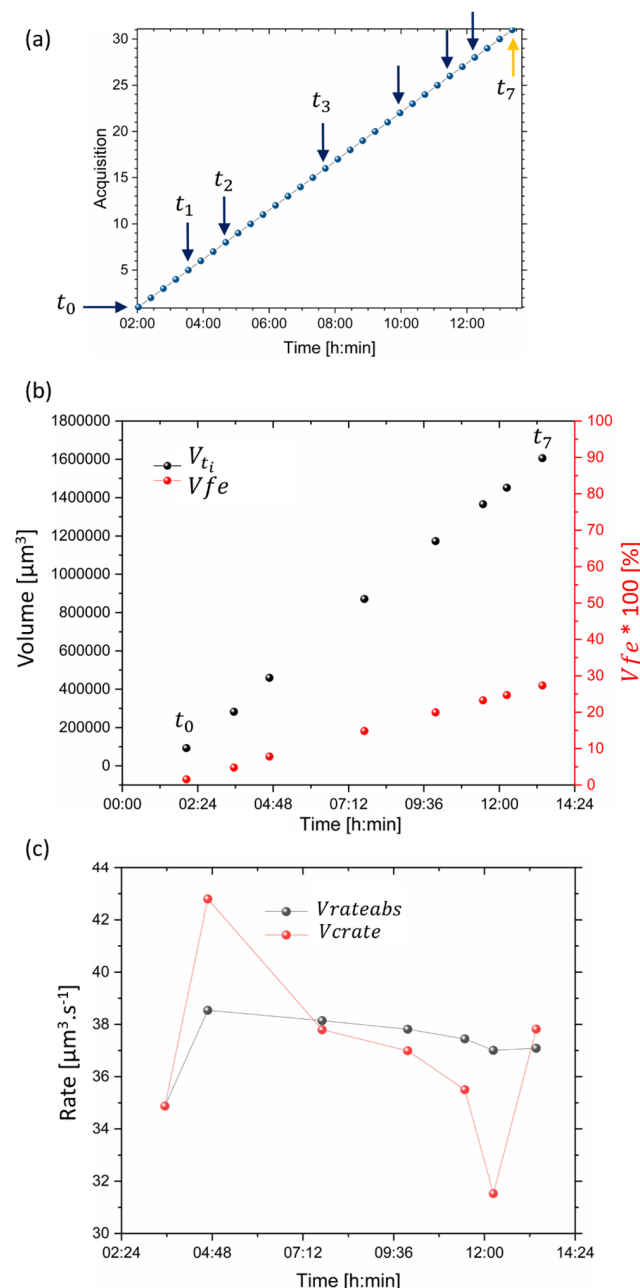 (a)
30
25
20
15
10
5
Acquisition
t₀
t₁
t₂
t₃
t₇
02:00 04:00 06:00 08:00 10:00 12:00
Time [h:min]
(b)
1800000
1600000
1400000
1200000
1000000
800000
600000
400000
200000
0
Volume [µm³]
V_{t_i}
Vfe
t₀
t₇
100
90
80
70
60
50
40
30
20
10
0
Vfe * 100 [%]
00:00 02:24 04:48 07:12 09:36 12:00 14:24
Time [h:min]
(c)
44
42
40
38
36
34
32
30
Rate [µm³.s⁻¹]
Vrateabs
Vcrate
02:24 04:48 07:12 09:36 12:00 14:24
Time [h:min]